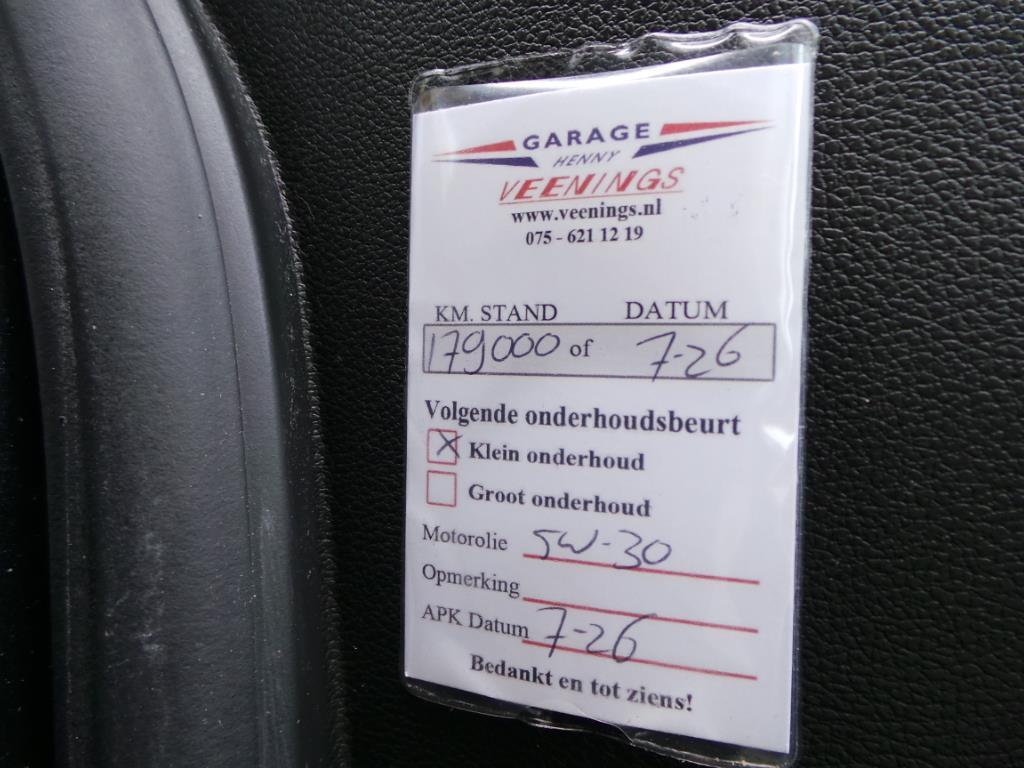 GARAGE
HENNY
VEENINGS
www.veenings.nl
075 - 621 12 19
KM. STAND DATUM
179000 of 7-26
Volgende onderhoudsbeurt
X Klein onderhoud
Groot onderhoud
Motorolie 5W-30
Opmerking
APK Datum 7-26
Bedankt en tot ziens!